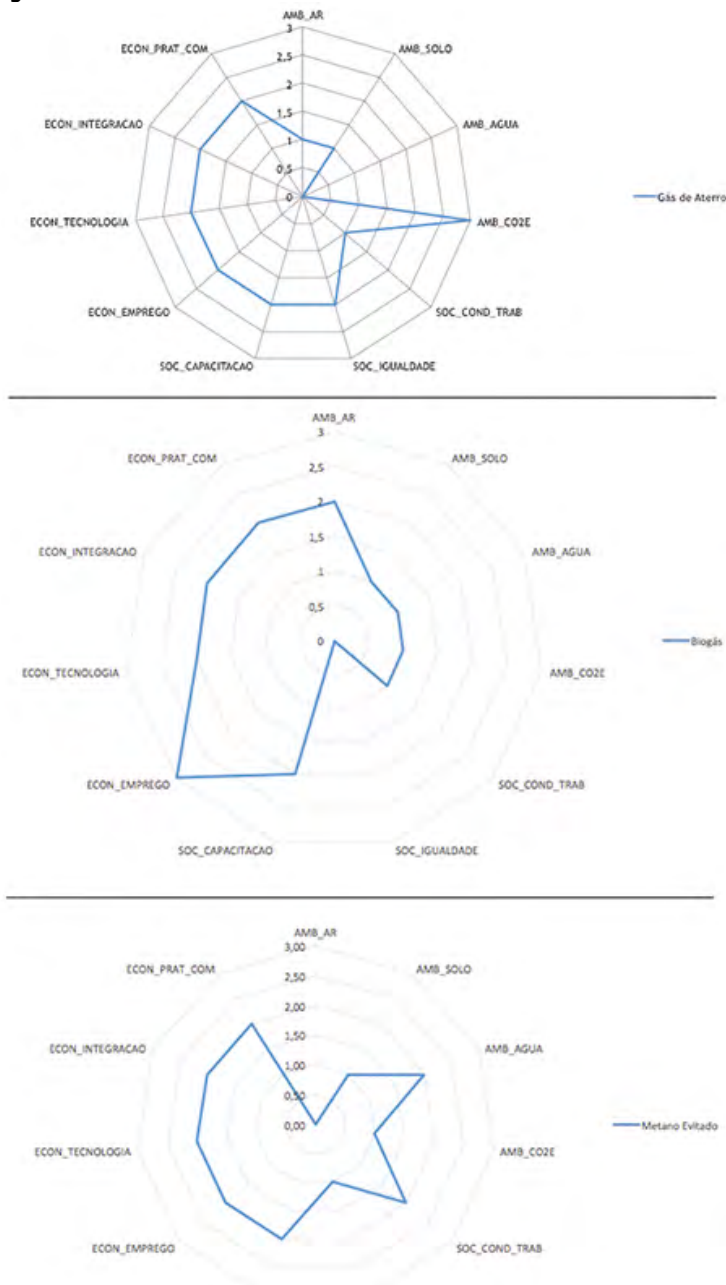 AMB_AR
3
ECON_PRAT_COM
AMB_SOLO
2,5
2
ECON_INTEGRACAO
AMB_AGUA
1,5
1
0,5
0
Gás de Aterro
ECON_TECNOLOGIA
AMB_CO2E
ECON_EMPREGO
SOC_COND_TRAB
SOC_CAPACITACAO
SOC_IGUALDADE
AMB_AR
3
ECON_PRAT_COM
AMB_SOLO
2,5
2
ECON_INTEGRACAO
AMB_AGUA
1,5
1
0,5
0
Biogás
ECON_TECNOLOGIA
AMB_CO2E
ECON_EMPREGO
SOC_COND_TRAB
SOC_CAPACITACAO
SOC_IGUALDADE
AMB_AR
3,00
ECON_PRAT_COM
AMB_SOLO
2,50
2,00
ECON_INTEGRACAO
AMB_AGUA
1,50
1,00
0,50
0,00
Metano Evitado
ECON_TECNOLOGIA
AMB_CO2E
ECON_EMPREGO
SOC_COND_TRAB